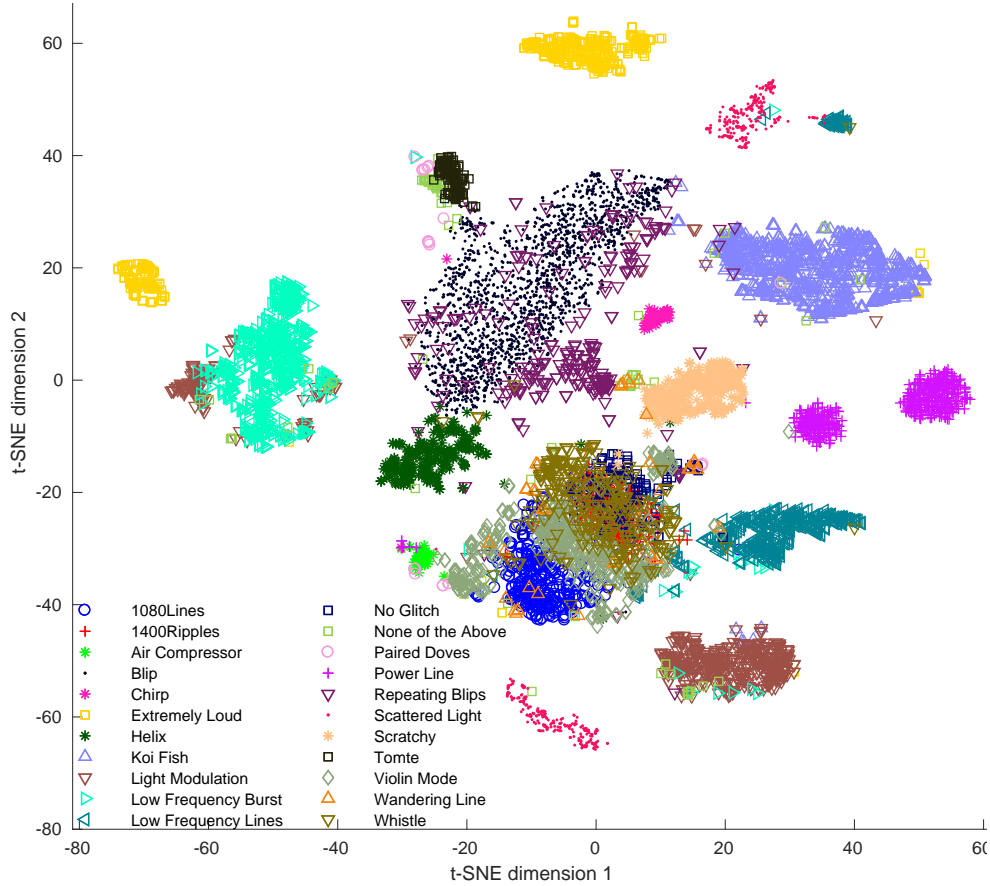 60
40
20
0
-20
-40
-60
-80
t-SNE dimension 2
1080Lines
1400Ripples
Air Compressor
Blip
Chirp
Extremely Loud
Helix
Koi Fish
Light Modulation
Low Frequency Burst
Low Frequency Lines
No Glitch
None of the Above
Paired Doves
Power Line
Repeating Blips
Scattered Light
Scratchy
Tomte
Violin Mode
Wandering Line
Whistle
-80 -60 -40 -20 0 20 40 60
t-SNE dimension 1